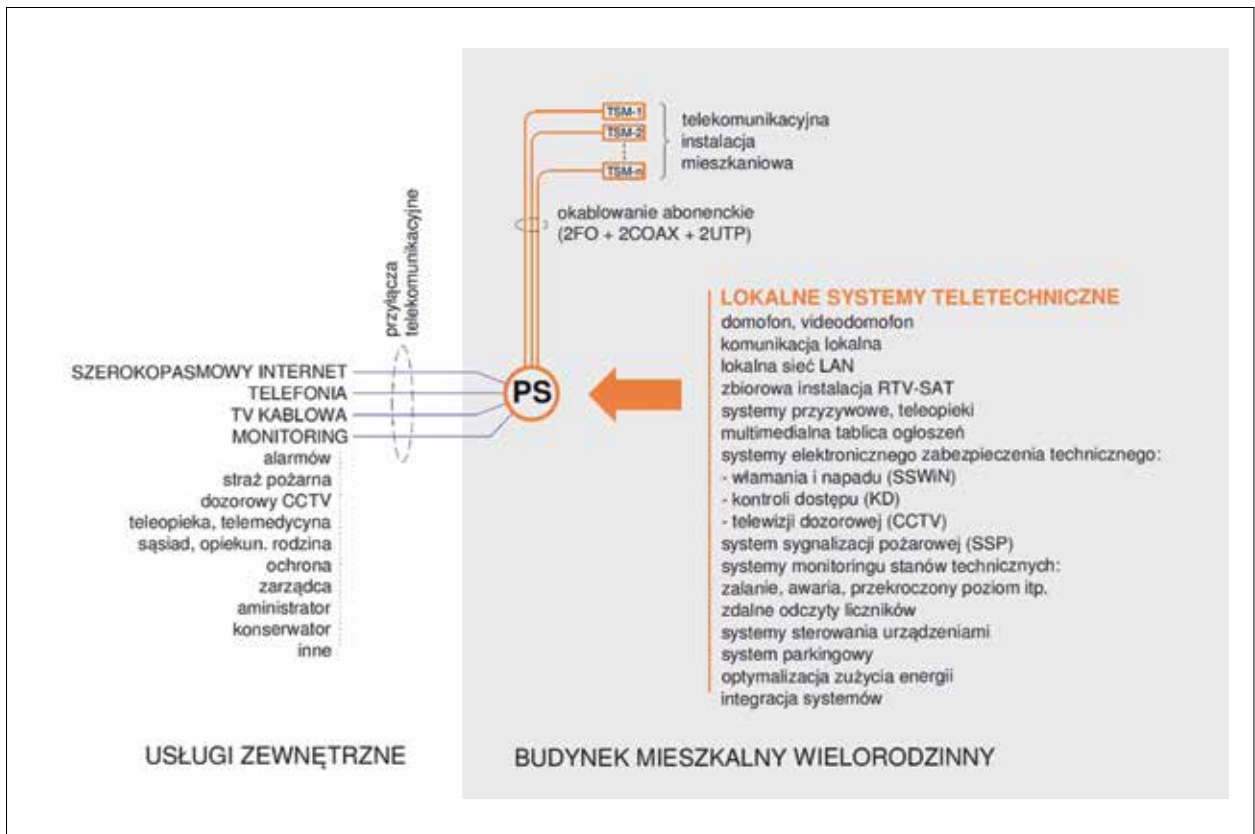 TSM-1
TSM-2
TSM-n
telekomunikacyjna
instalacja
mieszkaniowa
okablowanie abonenckie
(2FO + 2COAX + 2UTP)
przyłącza
telekomunikacyjne
SZEROKOPASMOWY INTERNET
TELEFONIA
TV KABLOWA
MONITORING
alarmów
straż pożarna
dozorowy CCTV
teleopieka, telemedycyna
sąsiad, opiekun. rodzina
ochrona
zarządca
aministrator
konserwator
inne
PS
LOKALNE SYSTEMY TELETECHNICZNE
domofon, videodomofon
komunikacja lokalna
lokalna sieć LAN
zbiorowa instalacja RTV-SAT
systemy przyzywowe, teleopieki
multimedialna tablica ogłoszeń
systemy elektronicznego zabezpieczenia technicznego:
- włamania i napadu (SSWiN)
- kontroli dostępu (KD)
- telewizji dozorowej (CCTV)
system sygnalizacji pożarowej (SSP)
systemy monitoringu stanów technicznych:
zalanie, awaria, przekroczony poziom itp.
zdalne odczyty liczników
systemy sterowania urządzeniami
system parkingowy
optymalizacja zużycia energii
integracja systemów
USŁUGI ZEWNĘTRZNE
BUDYNEK MIESZKALNY WIELORODZINNY